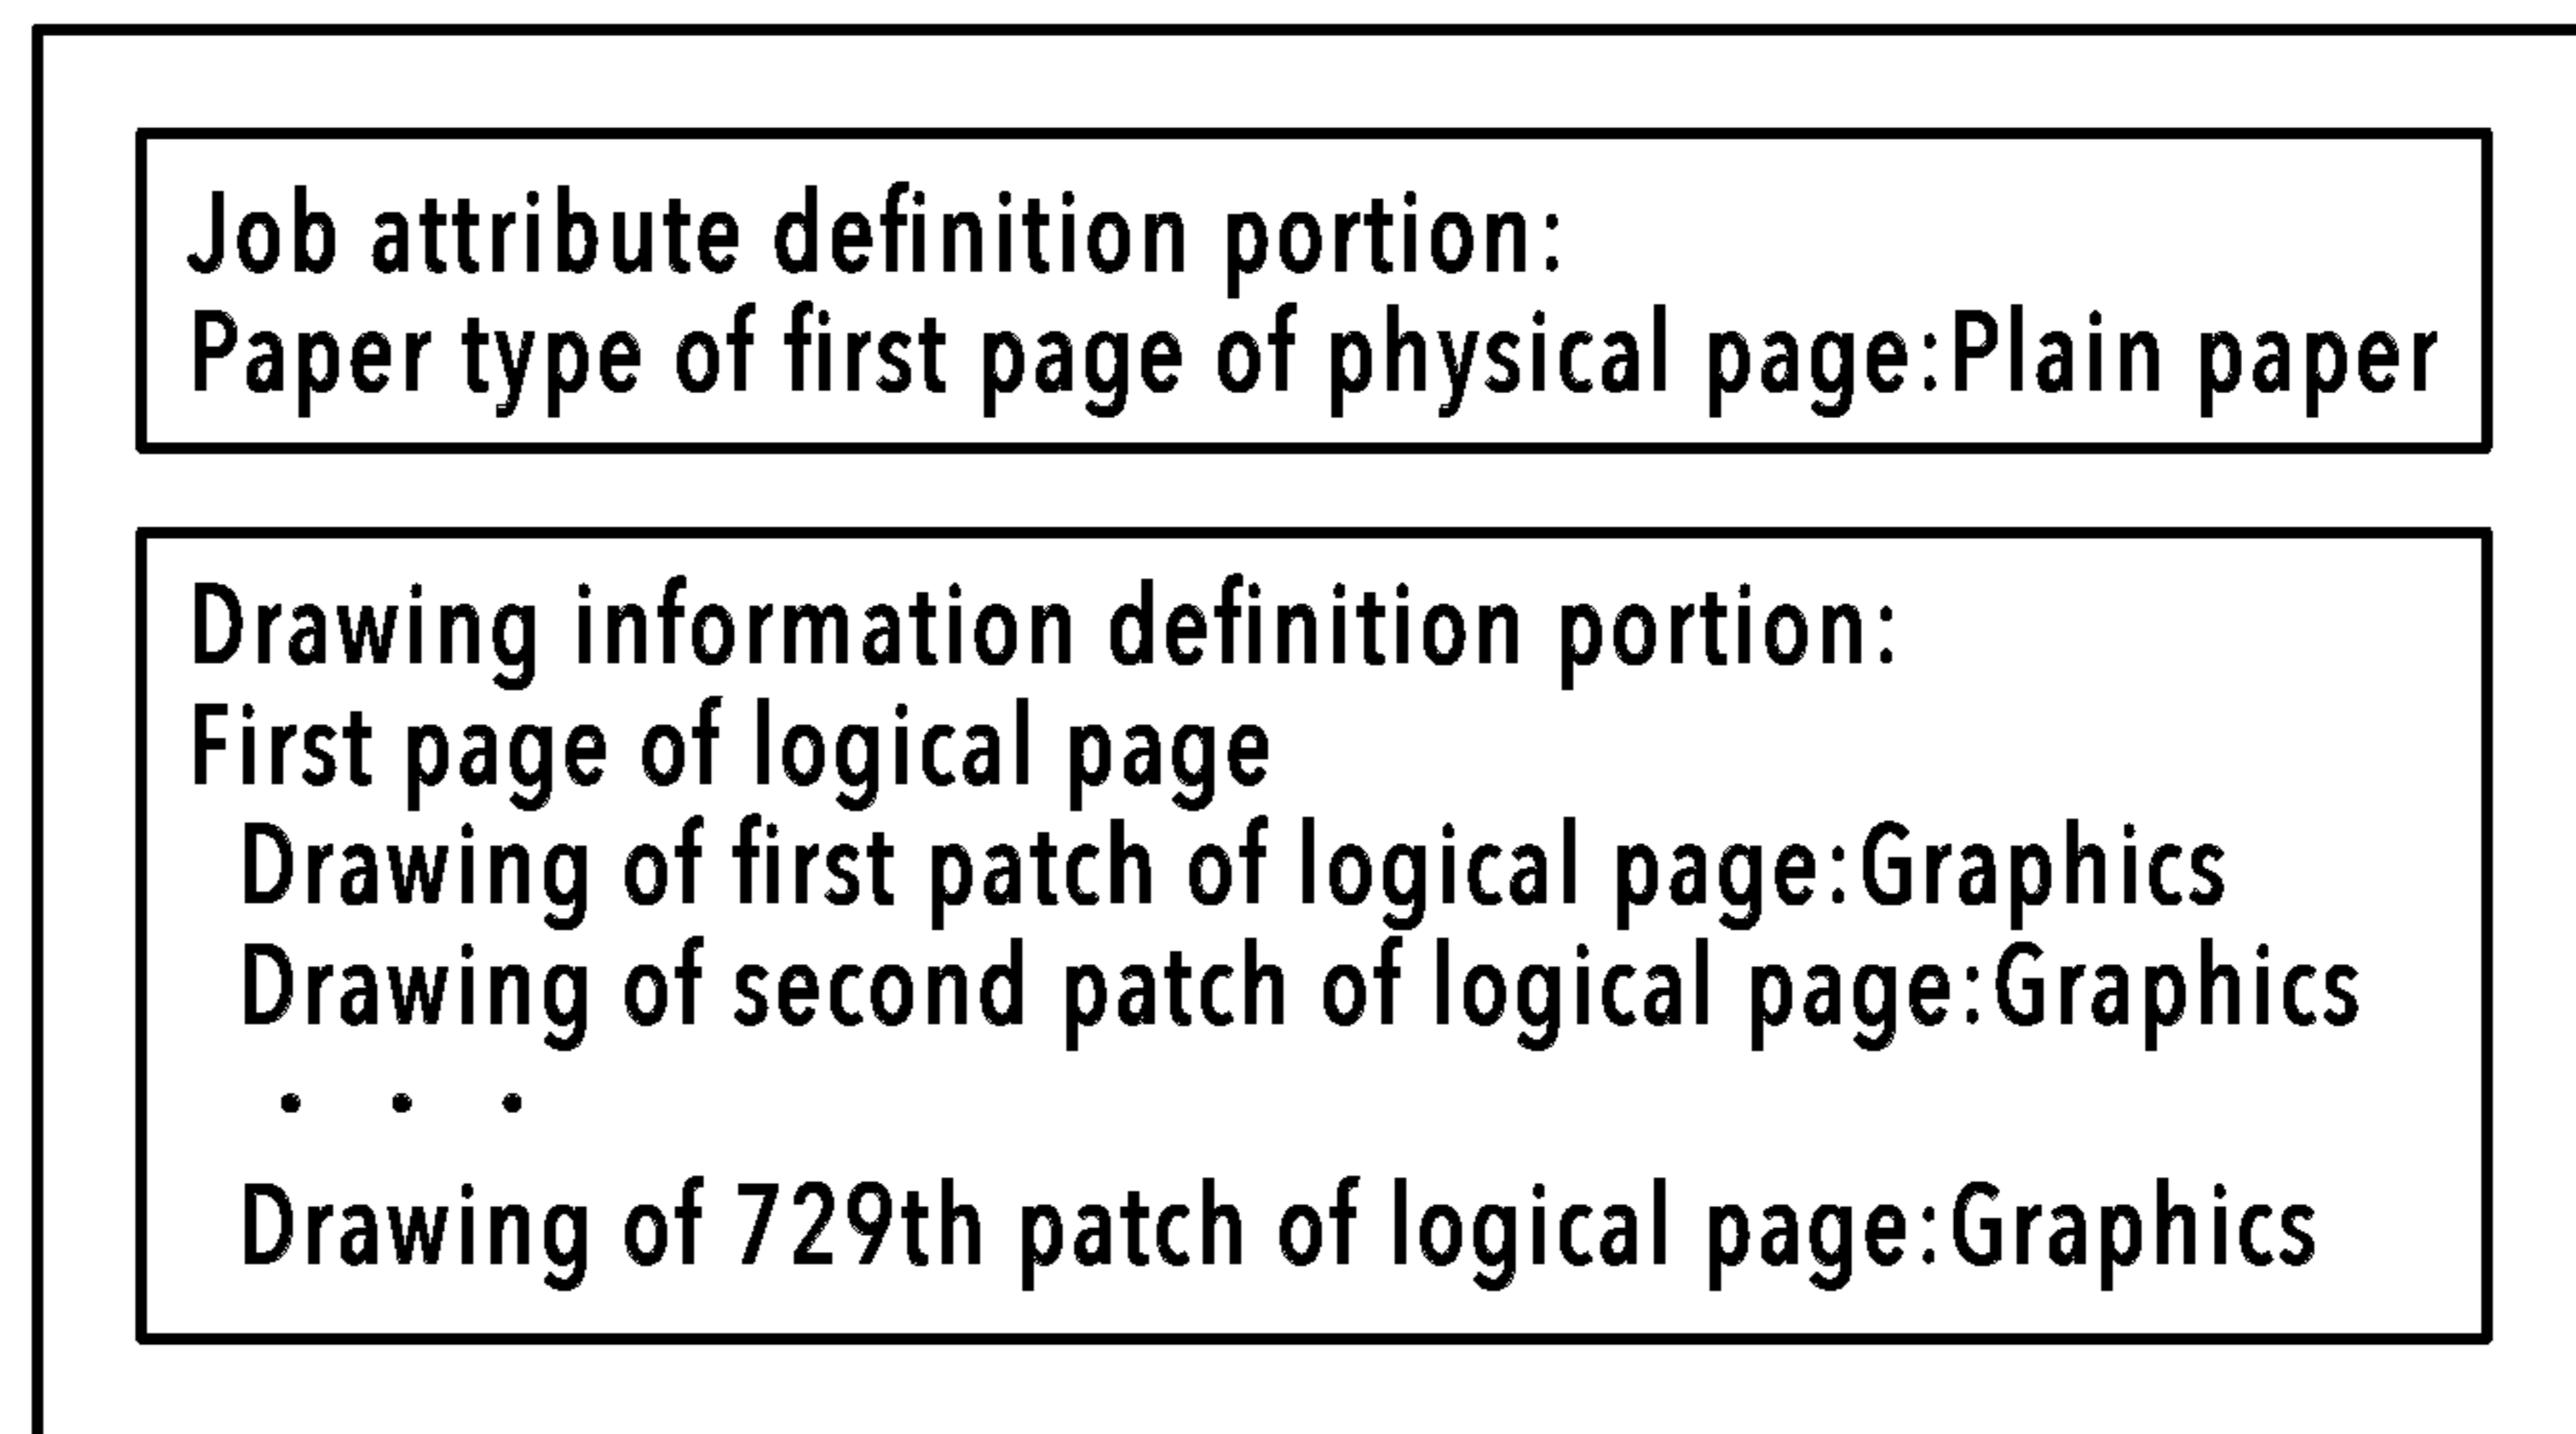 Job attribute definition portion:
Paper type of first page of physical page:Plain paper
Drawing information definition portion:
First page of logical page
Drawing of first patch of logical page:Graphics
Drawing of second patch of logical page:Graphics
・・・
Drawing of 729th patch of logical page:Graphics